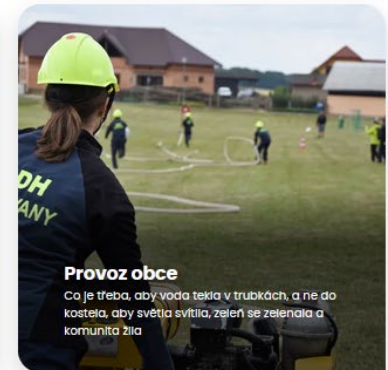 DH
VANY
Provoz obce
Co je třeba, aby voda tekla v trubkách, a ne do
kostela, aby světla svítila, zeleň se zelenala a
komunita žila